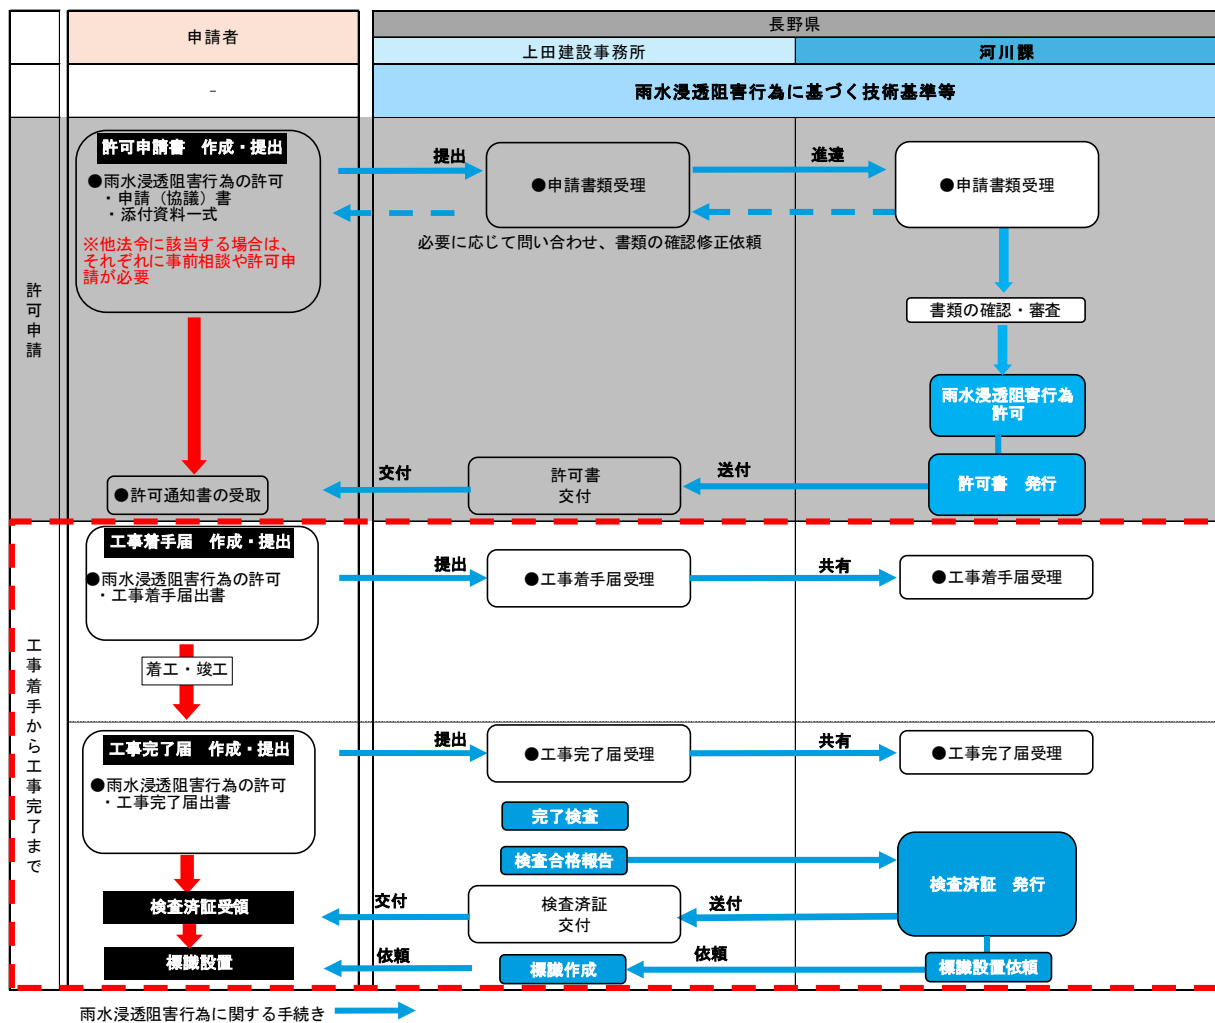 申請者
長野県
上田建設事務所
河川課
-
雨水浸透阻害行為に基づく技術基準等
許可申請
許可申請書　作成・提出
●雨水浸透阻害行為の許可
・申請（協議）書
・添付資料一式
※他法令に該当する場合は、
それぞれに事前相談や許可申
請が必要
提出
●申請書類受理
進達
●申請書類受理
必要に応じて問い合わせ、書類の確認修正依頼
書類の確認・審査
雨水浸透阻害行為
許可
許可書　発行
送付
許可書
交付
交付
●許可通知書の受取
工事着手から工事完了まで
工事着手届　作成・提出
●雨水浸透阻害行為の許可
・工事着手届出書
提出
●工事着手届受理
共有
●工事着手届受理
着工・竣工
工事完了届　作成・提出
●雨水浸透阻害行為の許可
・工事完了届出書
提出
●工事完了届受理
共有
●工事完了届受理
完了検査
検査合格報告
検査済証　発行
送付
検査済証
交付
交付
検査済証受領
標識設置依頼
依頼
標識作成
依頼
標識設置
雨水浸透阻害行為に関する手続き